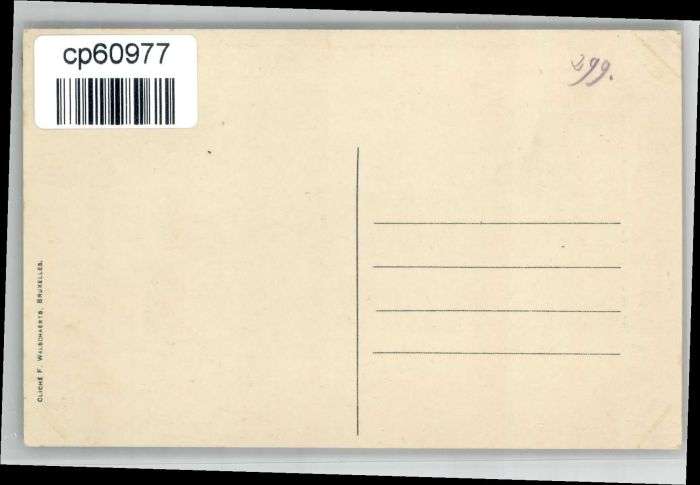 cp60977
299.
CLICHÉ F. WALSCHAERTS, BRUXELLES.